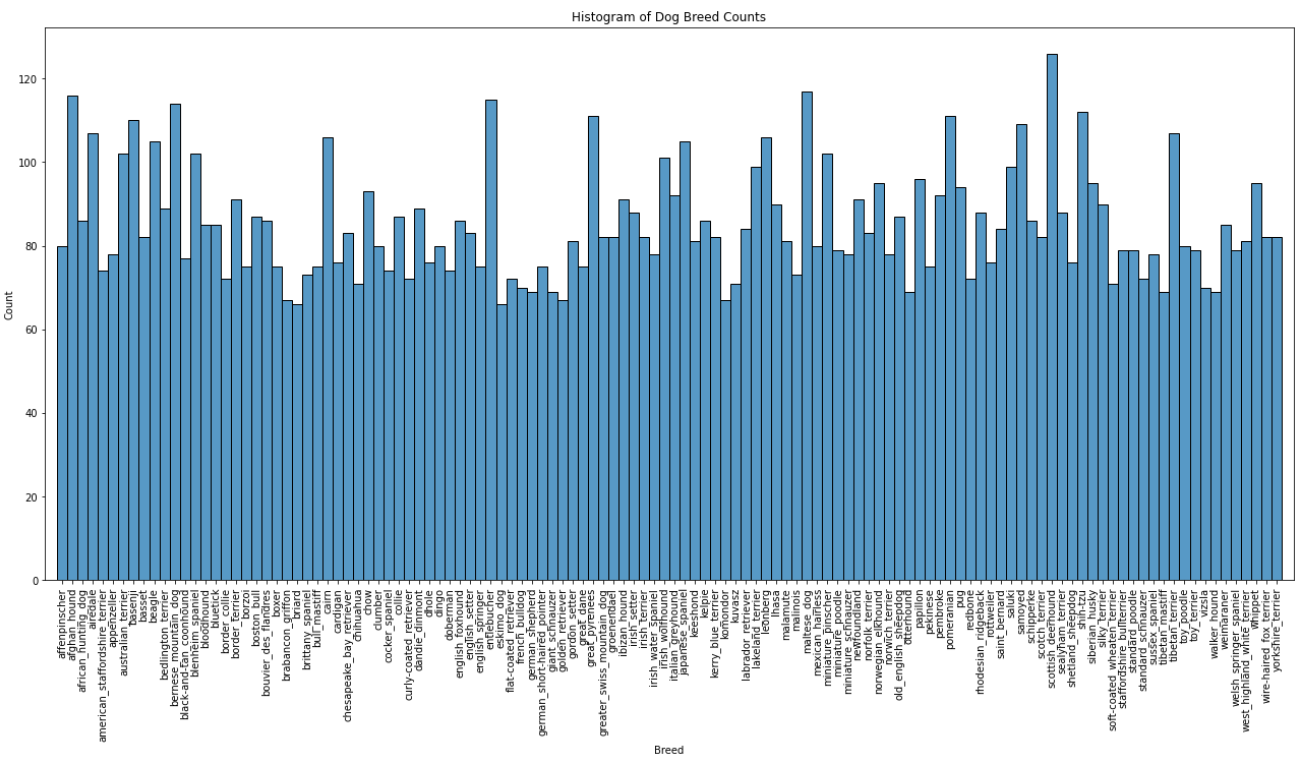 Histogram of Dog Breed Counts
120
100
80
60
40
20
0
Count
affenpinscher
afghan_hound
african_hunting_dog
airedale
american_staffordshire_terrier
appenzeller
australian_terrier
basenji
basset
beagle
bedlington_terrier
bernese_mountain_dog
black-and-tan_coonhound
blenheim_spaniel
bloodhound
bluetick
border_collie
border_terrier
borzoi
boston_bull
bouvier_des_flandres
boxer
brabancon_griffon
briard
brittany_spaniel
bull_mastiff
cairn
cardigan
chesapeake_bay_retriever
chihuahua
chow
clumber
cocker_spaniel
collie
curly-coated_retriever
dandie_dinmont
dhole
dingo
doberman
english_foxhound
english_setter
english_springer
entlebucher
eskimo_dog
flat-coated_retriever
french_bulldog
german_shepherd
german_short-haired_pointer
giant_schnauzer
golden_retriever
gordon_setter
great_dane
great_pyrenees
greater_swiss_mountain_dog
groenendael
ibizan_hound
irish_setter
irish_terrier
irish_water_spaniel
irish_wolfhound
italian_greyhound
japanese_spaniel
keeshond
kelpie
kerry_blue_terrier
komondor
kuvasz
labrador_retriever
lakeland_terrier
leonberg
lhasa
malamute
malinois
maltese_dog
mexican_hairless
miniature_pinscher
miniature_poodle
miniature_schnauzer
newfoundland
norfolk_terrier
norwegian_elkhound
norwich_terrier
old_english_sheepdog
otterhound
papillon
pekinese
pembroke
pomeranian
pug
redbone
rhodesian_ridgeback
rottweiler
saint_bernard
saluki
samoyed
schipperke
scotch_terrier
scottish_deerhound
sealyham_terrier
shetland_sheepdog
shih-tzu
siberian_husky
silky_terrier
soft-coated_wheaten_terrier
staffordshire_bullterrier
standard_poodle
standard_schnauzer
sussex_spaniel
tibetan_mastiff
tibetan_terrier
toy_poodle
toy_terrier
vizsla
walker_hound
weimaraner
welsh_springer_spaniel
west_highland_white_terrier
whippet
wire-haired_fox_terrier
yorkshire_terrier
Breed